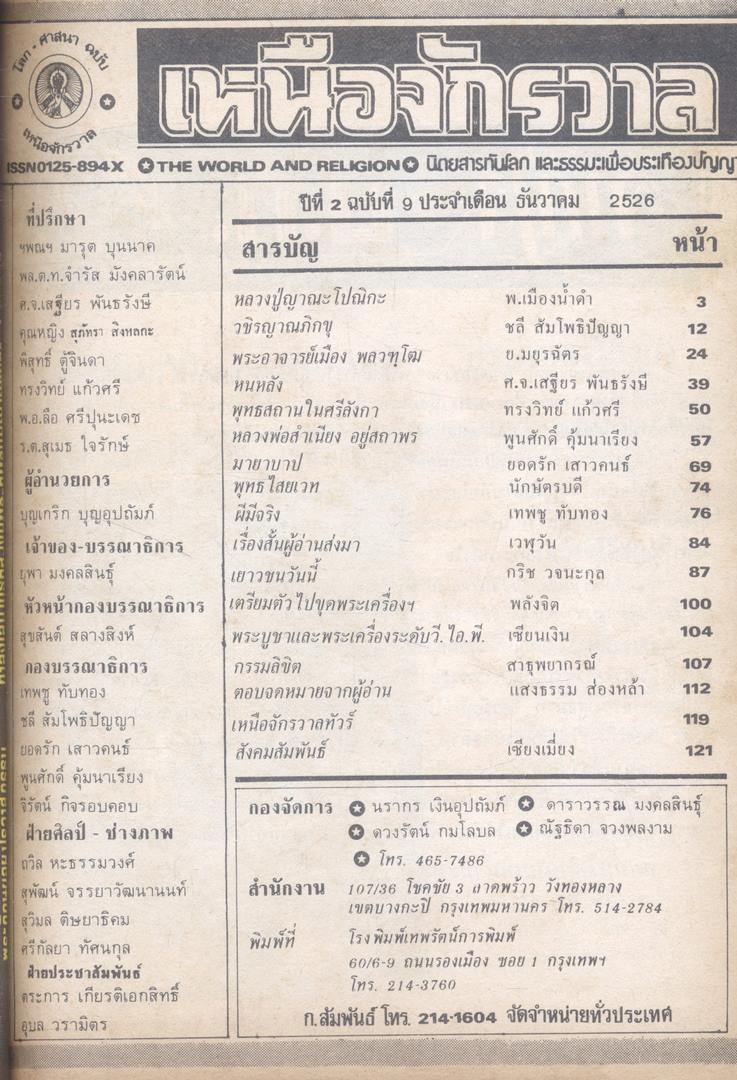 โลก - ศาสนา ฉบับ
เหนือจักรวาล
เหนือจักรวาล
ISSN0125-894X ✪THE WORLD AND RELIGION✪ นิตยสารทันโลก และธรรมะเพื่อประเทืองปัญญา
ที่ปรึกษา
ฯพณฯ มารุต บุนนาค
พล.ต.ท.จำรัส มังคลารัตน์
ศ.จ.เสฐียร พันธรังษี
คุณหญิง สุภัทรา สิงหลกะ
พิสุทธิ์ ตู้จินดา
ทรงวิทย์ แก้วศรี
พ.อ.ลือ ศรีปุนะเดช
ร.ต.สุเมธ ใจรักษ์
ผู้อำนวยการ
บุญเกริก บุญอุปถัมภ์
เจ้าของ-บรรณาธิการ
ยุพา มงคลสินธุ์
หัวหน้ากองบรรณาธิการ
สุขสันต์ สลางสิงห์
กองบรรณาธิการ
เทพชู ทับทอง
ชลี สัมโพธิปัญญา
ยอดรัก เสาวคนธ์
พูนศักดิ์ คุ้มนาเรียง
จิรัตน์ กิจรอบคอบ
ฝ่ายศิลป์ - ช่างภาพ
ถวิล หะธรรมวงศ์
สุพัฒน์ จรรยาวัฒนานนท์
สุวิมล ดิษยาธิคม
ศรีกัลยา ทัศนกุล
ฝ่ายประชาสัมพันธ์
ตระการ เกียรติเอกสิทธิ์
อุบล วรามิตร
ปีที่ 2 ฉบับที่ 9 ประจำเดือน ธันวาคม 2526
สารบัญ หน้า
หลวงปู่ญาณะโปณิกะ พ.เมืองน้ำดำ 3
วชิรญาณภิกขุ ชลี สัมโพธิปัญญา 12
พระอาจารย์เมือง พลวฑฺโฒ ย.มยุรฉัตร 24
หนหลัง ศ.จ.เสฐียร พันธรังษี 39
พุทธสถานในศรีลังกา ทรงวิทย์ แก้วศรี 50
หลวงพ่อสำเนียง อยู่สถาพร พูนศักดิ์ คุ้มนาเรียง 57
มายาบาป ยอดรัก เสาวคนธ์ 69
พุทธไสยเวท นักษัตรบดี 74
ผีมีจริง เทพชู ทับทอง 76
เรื่องสั้นผู้อ่านส่งมา เวฬุวัน 84
เยาวชนวันนี้ กริช วจนะกุล 87
เตรียมตัวไปขุดพระเครื่องฯ พลังจิต 100
พระบูชาและพระเครื่องระดับวี.ไอ.พี. เซียนเงิน 104
กรรมลิขิต สาธุพยากรณ์ 107
ตอบจดหมายจากผู้อ่าน แสงธรรม ส่องหล้า 112
เหนือจักรวาลทัวร์ 119
สังคมสัมพันธ์ เซียงเมี่ยง 121
กองจัดการ ✪ นรากร เงินอุปถัมภ์ ✪ ดาราวรรณ มงคลสินธุ์
✪ ดวงรัตน์ กมโลบล ✪ ณัฐธิดา จวงพลงาม
✪ โทร. 465-7486
สำนักงาน 107/36 โชคชัย 3 ลาดพร้าว วังทองหลาง
เขตบางกะปิ กรุงเทพมหานคร โทร. 514-2784
พิมพ์ที่ โรงพิมพ์เทพรัตน์การพิมพ์
60/6-9 ถนนรองเมือง ซอย 1 กรุงเทพฯ
โทร. 214-3760
ก.สัมพันธ์ โทร. 214-1604 จัดจำหน่ายทั่วประเทศ